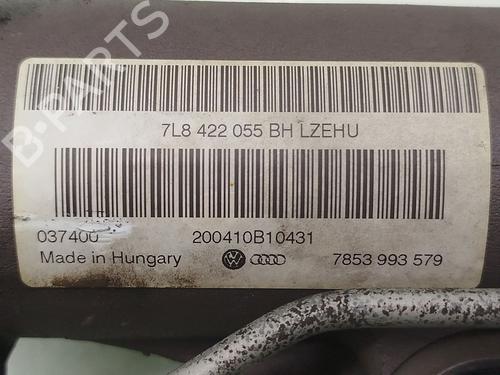 B-PARTS
7L8 422 055 BH LZEHU
037400 200410B10431
Made in Hungary 7853 993 579